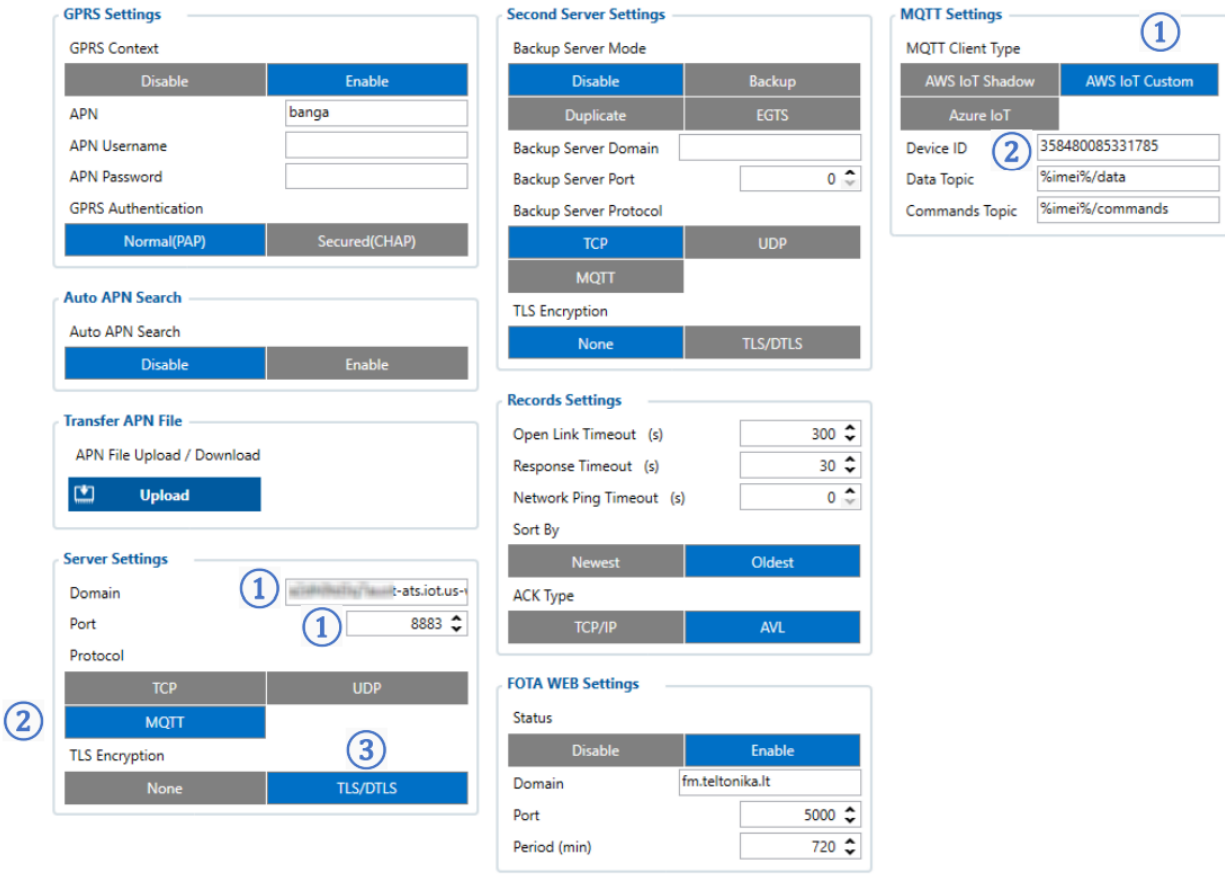 GPRS Settings
GPRS Context
Disable Enable
APN banga
APN Username
APN Password
GPRS Authentication
Normal(PAP) Secured(CHAP)
Auto APN Search
Auto APN Search
Disable Enable
Transfer APN File
APN File Upload / Download
Upload
Server Settings
Domain 1 t-ats.iot.us-
Port 1 8883
Protocol
TCP UDP
2 MQTT
TLS Encryption 3
None TLS/DTLS
Second Server Settings
Backup Server Mode
Disable Backup
Duplicate EGTS
Backup Server Domain
Backup Server Port 0
Backup Server Protocol
TCP UDP
MQTT
TLS Encryption
None TLS/DTLS
Records Settings
Open Link Timeout (s) 300
Response Timeout (s) 30
Network Ping Timeout (s) 0
Sort By
Newest Oldest
ACK Type
TCP/IP AVL
FOTA WEB Settings
Status
Disable Enable
Domain fm.teltonika.lt
Port 5000
Period (min) 720
MQTT Settings 1
MQTT Client Type
AWS IoT Shadow AWS IoT Custom
Azure IoT
Device ID 2 358480085331785
Data Topic %imei%/data
Commands Topic %imei%/commands